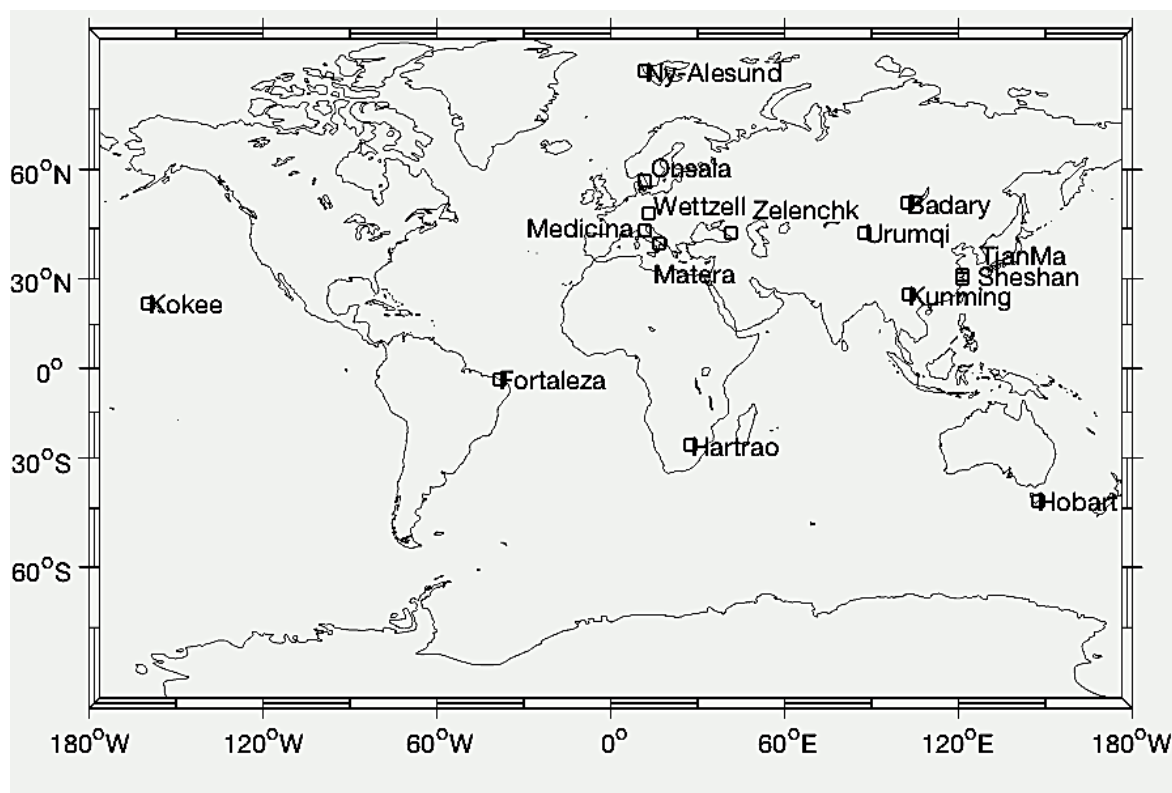 Ny-Alesund
60°N
Onsala
Wettzell
Zelenchk
Badary
Medicina
Urumqi
TianMa
Matera
Sheshan
30°N
Kunming
Kokee
0°
Fortaleza
Hartrao
30°S
Hobart
60°S
180°W
120°W
60°W
0°
60°E
120°E
180°W